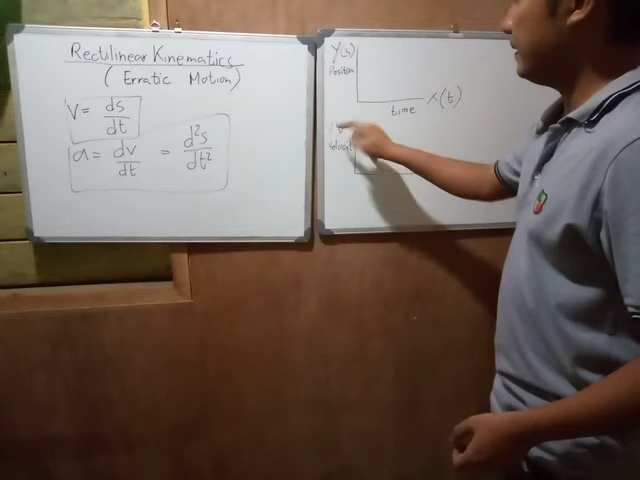 Rectilinear Kinematics
(Erratic Motion)
V = ds/dt
a = dv/dt = d²s/dt²
Y(s)
Position
time X(t)